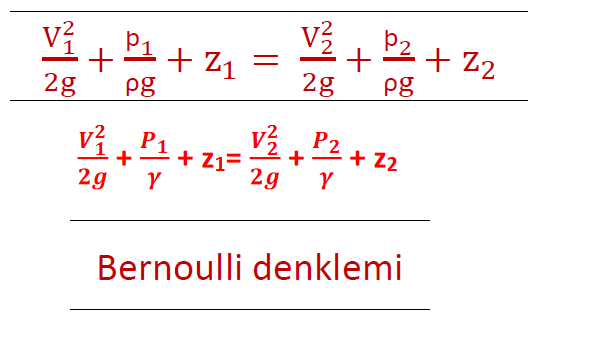 V₁²/2g + p₁/ρg + z₁ = V₂²/2g + p₂/ρg + z₂
V₁²/2g + P₁/γ + z₁= V₂²/2g + P₂/γ + z₂
Bernoulli denklemi